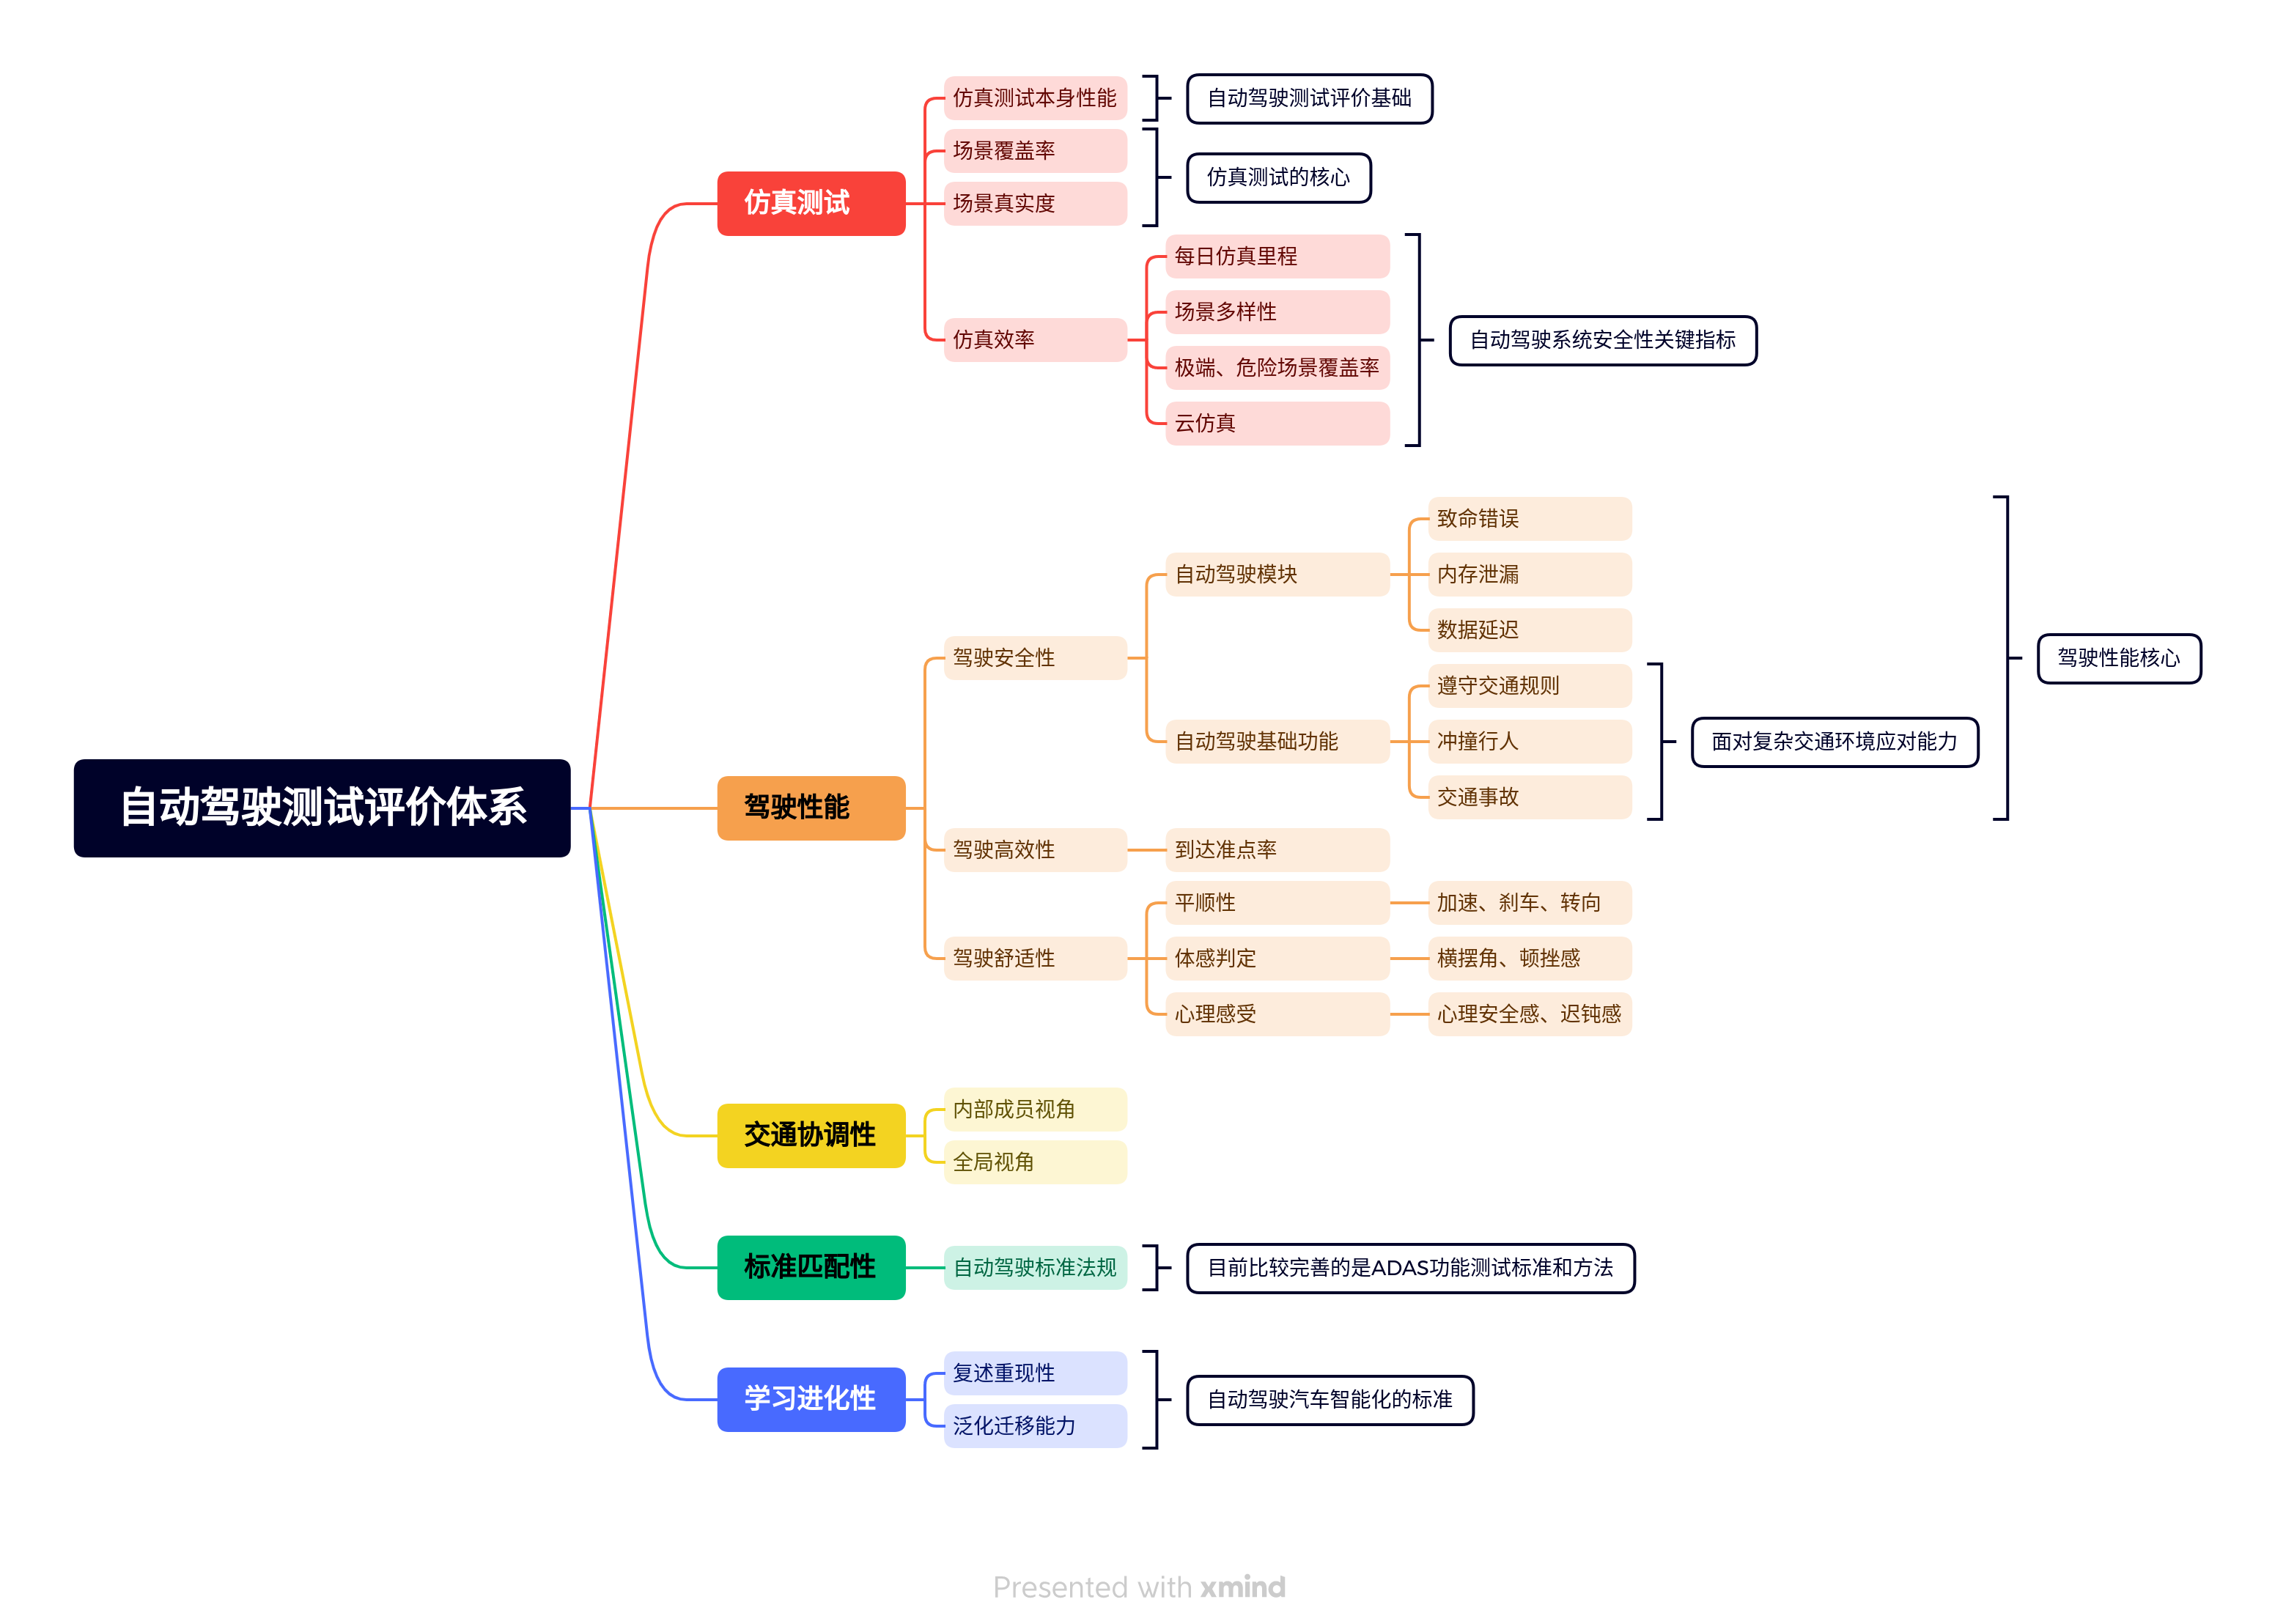 自动驾驶测试评价体系
仿真测试
仿真测试本身性能
自动驾驶测试评价基础
场景覆盖率
场景真实度
仿真测试的核心
仿真效率
每日仿真里程
场景多样性
极端、危险场景覆盖率
云仿真
自动驾驶系统安全性关键指标
驾驶性能
驾驶安全性
自动驾驶模块
致命错误
内存泄漏
数据延迟
自动驾驶基础功能
遵守交通规则
冲撞行人
交通事故
面对复杂交通环境应对能力
驾驶性能核心
驾驶高效性
到达准点率
驾驶舒适性
平顺性
加速、刹车、转向
体感判定
横摆角、顿挫感
心理感受
心理安全感、迟钝感
交通协调性
内部成员视角
全局视角
标准匹配性
自动驾驶标准法规
目前比较完善的是ADAS功能测试标准和方法
学习进化性
复述重现性
泛化迁移能力
自动驾驶汽车智能化的标准
Presented with xmind